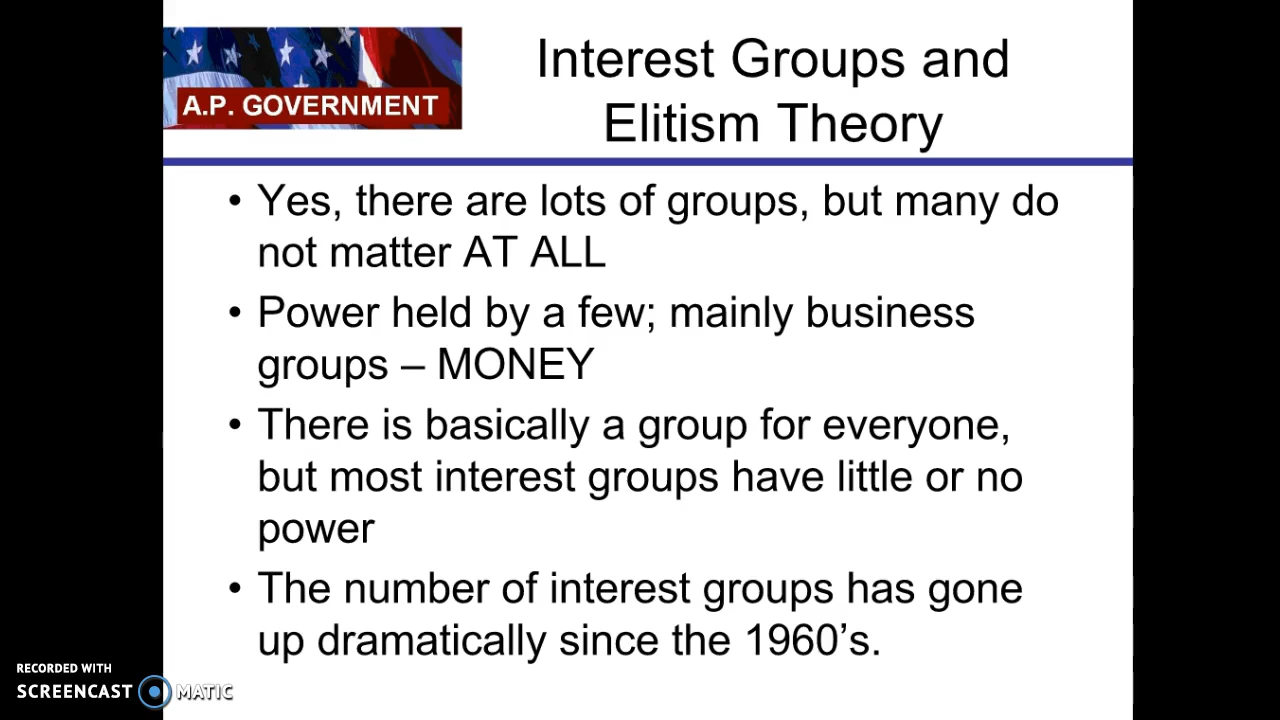 A.P. GOVERNMENT
Interest Groups and
Elitism Theory
• Yes, there are lots of groups, but many do
not matter AT ALL
• Power held by a few; mainly business
groups – MONEY
• There is basically a group for everyone,
but most interest groups have little or no
power
• The number of interest groups has gone
up dramatically since the 1960’s.
RECORDED WITH
SCREENCAST MATIC